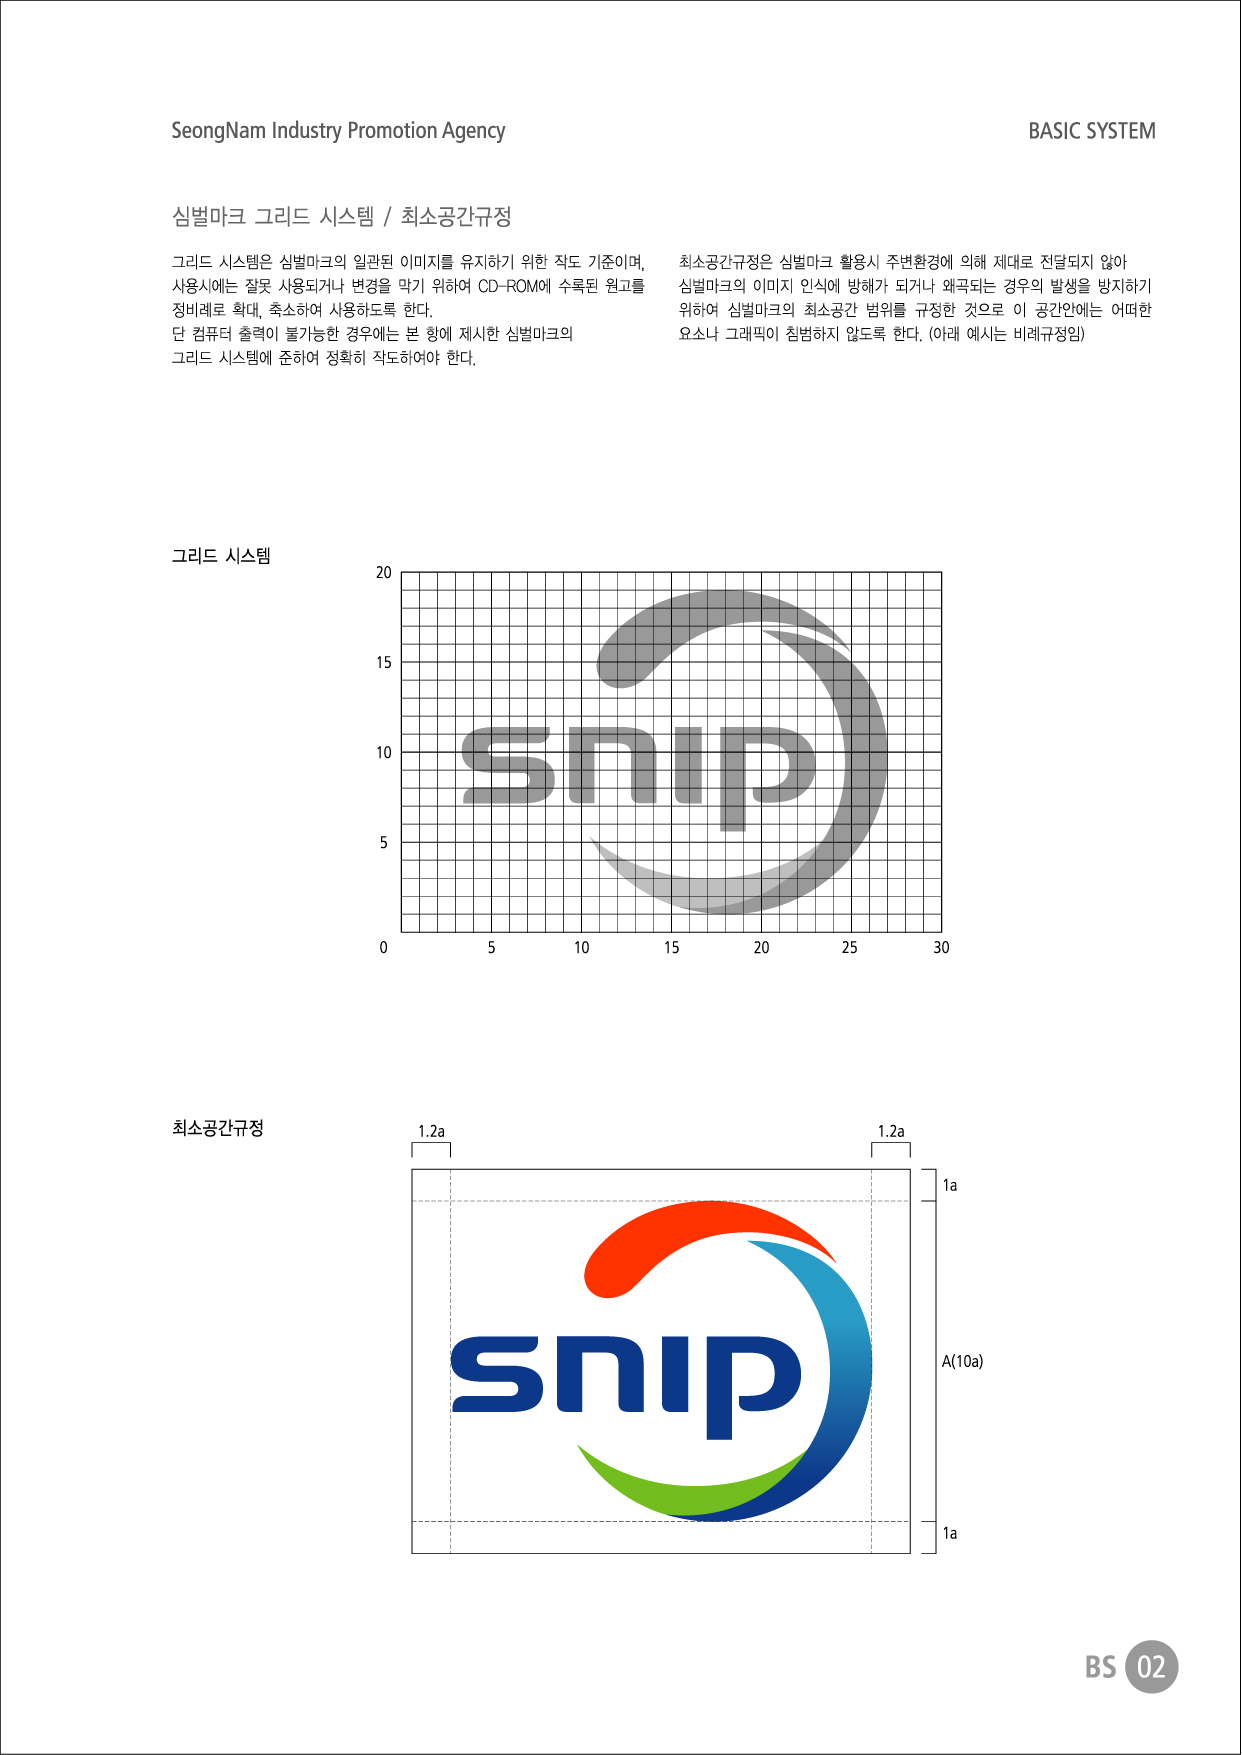 SeongNam Industry Promotion Agency
BASIC SYSTEM
심벌마크 그리드 시스템 / 최소공간규정
그리드 시스템은 심벌마크의 일관된 이미지를 유지하기 위한 작도 기준이며,
사용시에는 잘못 사용되거나 변경을 막기 위하여 CD-ROM에 수록된 원고를
정비례로 확대, 축소하여 사용하도록 한다.
단 컴퓨터 출력이 불가능한 경우에는 본 항에 제시한 심벌마크의
그리드 시스템에 준하여 정확히 작도하여야 한다.
최소공간규정은 심벌마크 활용시 주변환경에 의해 제대로 전달되지 않아
심벌마크의 이미지 인식에 방해가 되거나 왜곡되는 경우의 발생을 방지하기
위하여 심벌마크의 최소공간 범위를 규정한 것으로 이 공간안에는 어떠한
요소나 그래픽이 침범하지 않도록 한다. (아래 예시는 비례규정임)
그리드 시스템
20
15
10
5
0 5 10 15 20 25 30
snip
최소공간규정
1.2a 1.2a
1a
snip
A(10a)
1a
BS 02